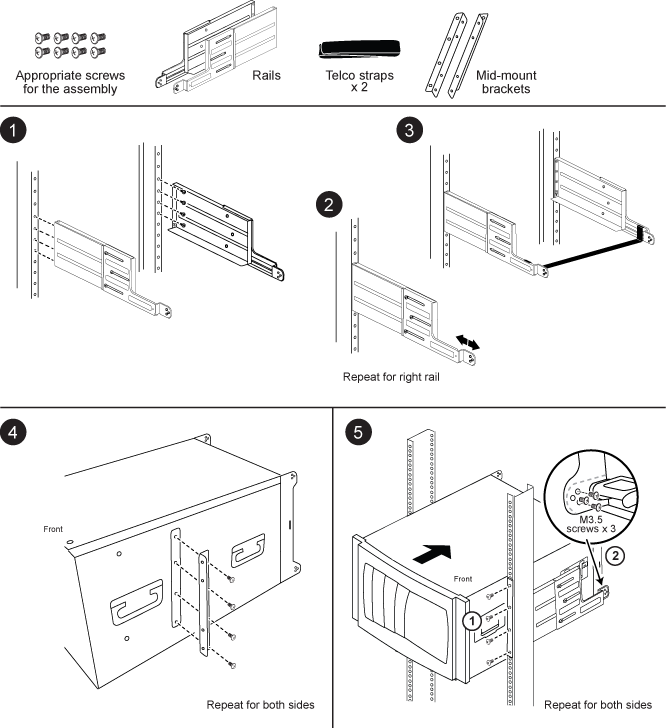 Appropriate screws
for the assembly
Rails
Telco straps
x 2
Mid-mount
brackets
1
2
Repeat for right rail
3
4
Front
Repeat for both sides
5
M3.5
screws x 3
2
Front
1
Repeat for both sides